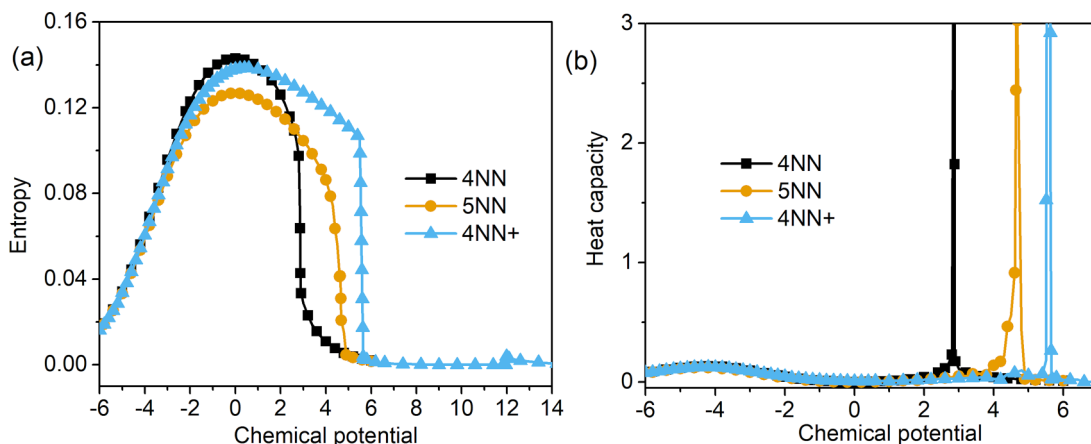 (a)
Entropy
0.16
0.12
0.08
0.04
0.00
4NN
5NN
4NN+
-6 -4 -2 0 2 4 6 8 10 12 14
Chemical potential
(b)
Heat capacity
3
2
1
0
4NN
5NN
4NN+
-6 -4 -2 0 2 4 6
Chemical potential